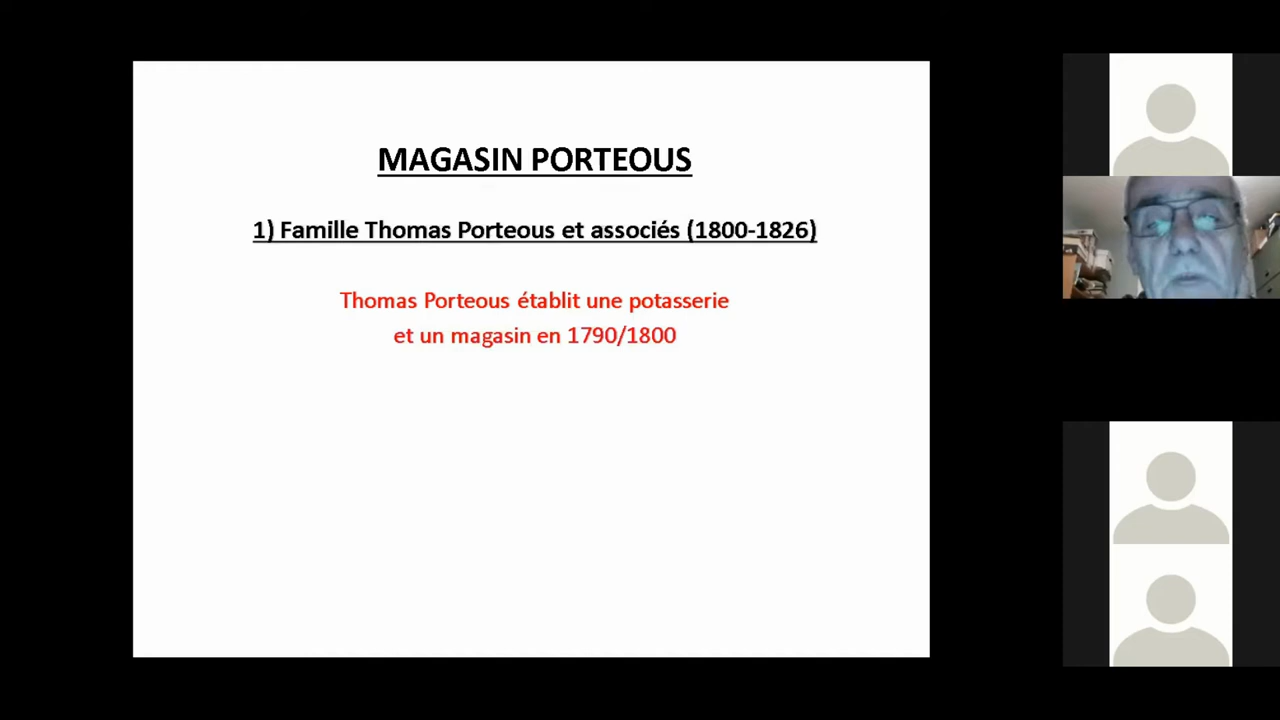 MAGASIN PORTEOUS
1) Famille Thomas Porteous et associés (1800-1826)
Thomas Porteous établit une potasserie
et un magasin en 1790/1800